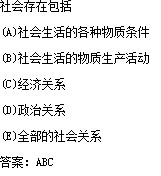 社会存在包括
(A)社会生活的各种物质条件
(B)社会生活的物质生产活动
(C)经济关系
(D)政治关系
(E)全部的社会关系
答案：ABC